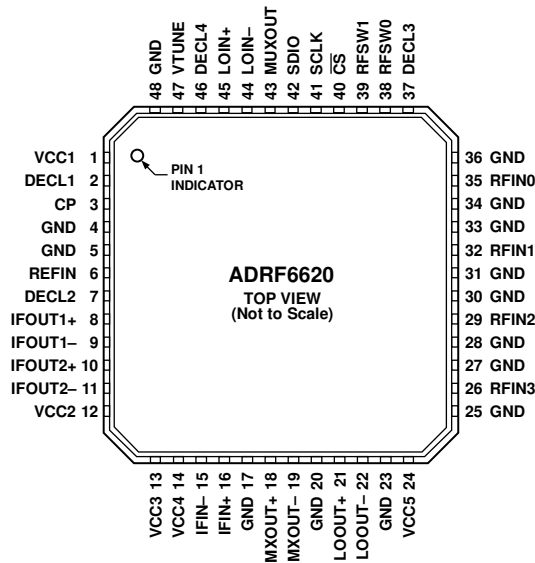 48 GND
47 VTUNE
46 DECL4
45 LOIN+
44 LOIN–
43 MUXOUT
42 SDIO
41 SCLK
40 C̅S̅
39 RFSW1
38 RFSW0
37 DECL3
VCC1 1
DECL1 2
CP 3
GND 4
GND 5
REFIN 6
DECL2 7
IFOUT1+ 8
IFOUT1– 9
IFOUT2+ 10
IFOUT2– 11
VCC2 12
PIN 1
INDICATOR
ADRF6620
TOP VIEW
(Not to Scale)
36 GND
35 RFIN0
34 GND
33 GND
32 RFIN1
31 GND
30 GND
29 RFIN2
28 GND
27 GND
26 RFIN3
25 GND
VCC3 13
VCC4 14
IFIN– 15
IFIN+ 16
GND 17
MXOUT+ 18
MXOUT– 19
GND 20
LOOUT+ 21
LOOUT– 22
GND 23
VCC5 24